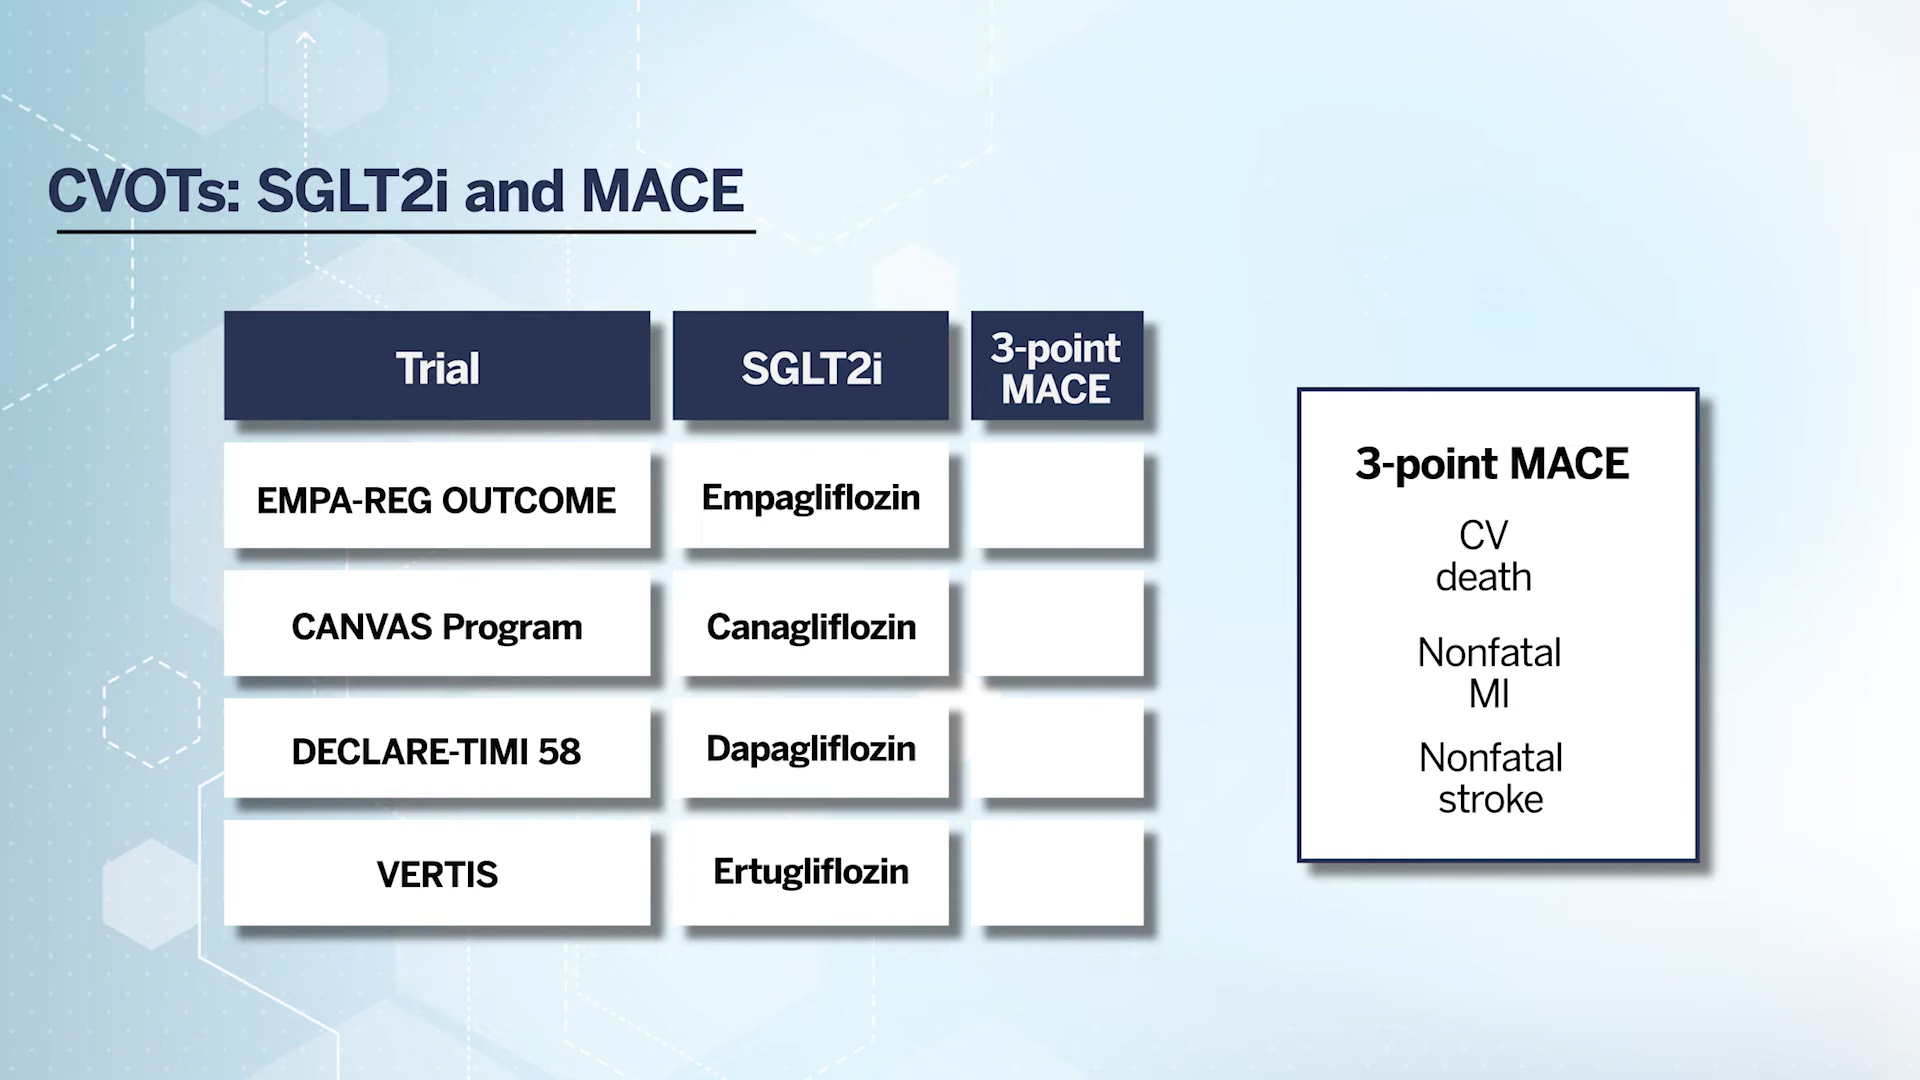 CVOTs: SGLT2i and MACE
Trial
SGLT2i
3-point
MACE
EMPA-REG OUTCOME
Empagliflozin
CANVAS Program
Canagliflozin
DECLARE-TIMI 58
Dapagliflozin
VERTIS
Ertugliflozin
3-point MACE
CV
death
Nonfatal
MI
Nonfatal
stroke